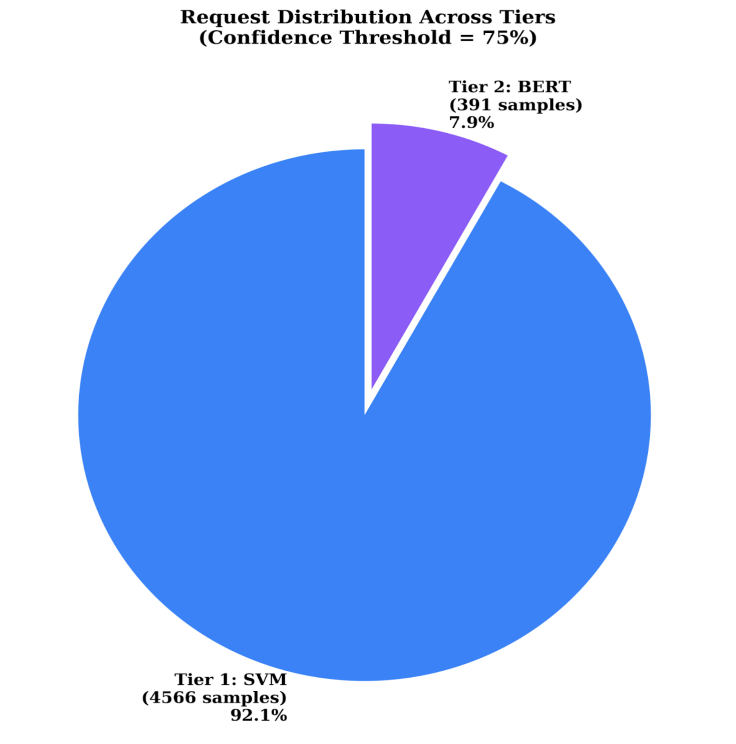 Request Distribution Across Tiers
(Confidence Threshold = 75%)
Tier 2: BERT
(391 samples)
7.9%
Tier 1: SVM
(4566 samples)
92.1%